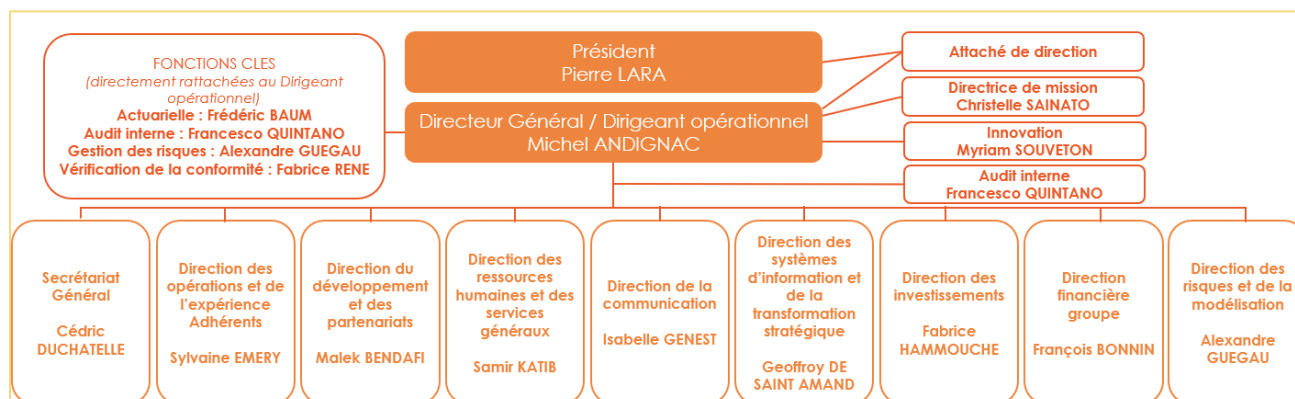 FONCTIONS CLES
(directement rattachées au Dirigeant
opérationnel)
Actuarielle : Frédéric BAUM
Audit interne : Francesco QUINTANO
Gestion des risques : Alexandre GUEGAU
Vérification de la conformité : Fabrice RENE
Président
Pierre LARA
Directeur Général / Dirigeant opérationnel
Michel ANDIGNAC
Attaché de direction
Directrice de mission
Christelle SAINATO
Innovation
Myriam SOUVETON
Audit interne
Francesco QUINTANO
Secrétariat
Général
Cédric
DUCHATELLE
Direction des
opérations et de
l’expérience
Adhérents
Sylvaine EMERY
Direction du
développement
et des
partenariats
Malek BENDAFI
Direction des
ressources
humaines et des
services
généraux
Samir KATIB
Direction de la
communication
Isabelle GENEST
Direction des
systèmes
d’information et
de la
transformation
stratégique
Geoffroy DE
SAINT AMAND
Direction des
investissements
Fabrice
HAMMOUCHE
Direction
financière
groupe
François BONNIN
Direction des
risques et de la
modélisation
Alexandre
GUEGAU